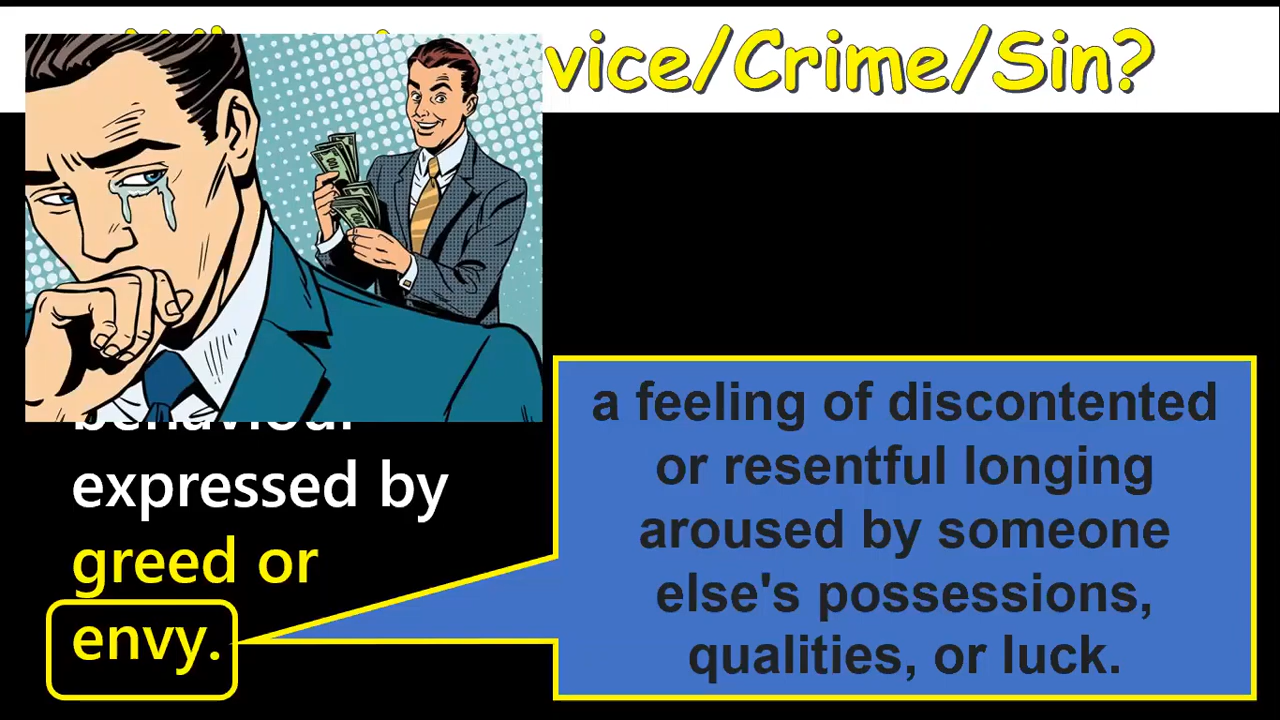 vice/Crime/Sin?
behaviour
expressed by
greed or
envy.
a feeling of discontented
or resentful longing
aroused by someone
else's possessions,
qualities, or luck.